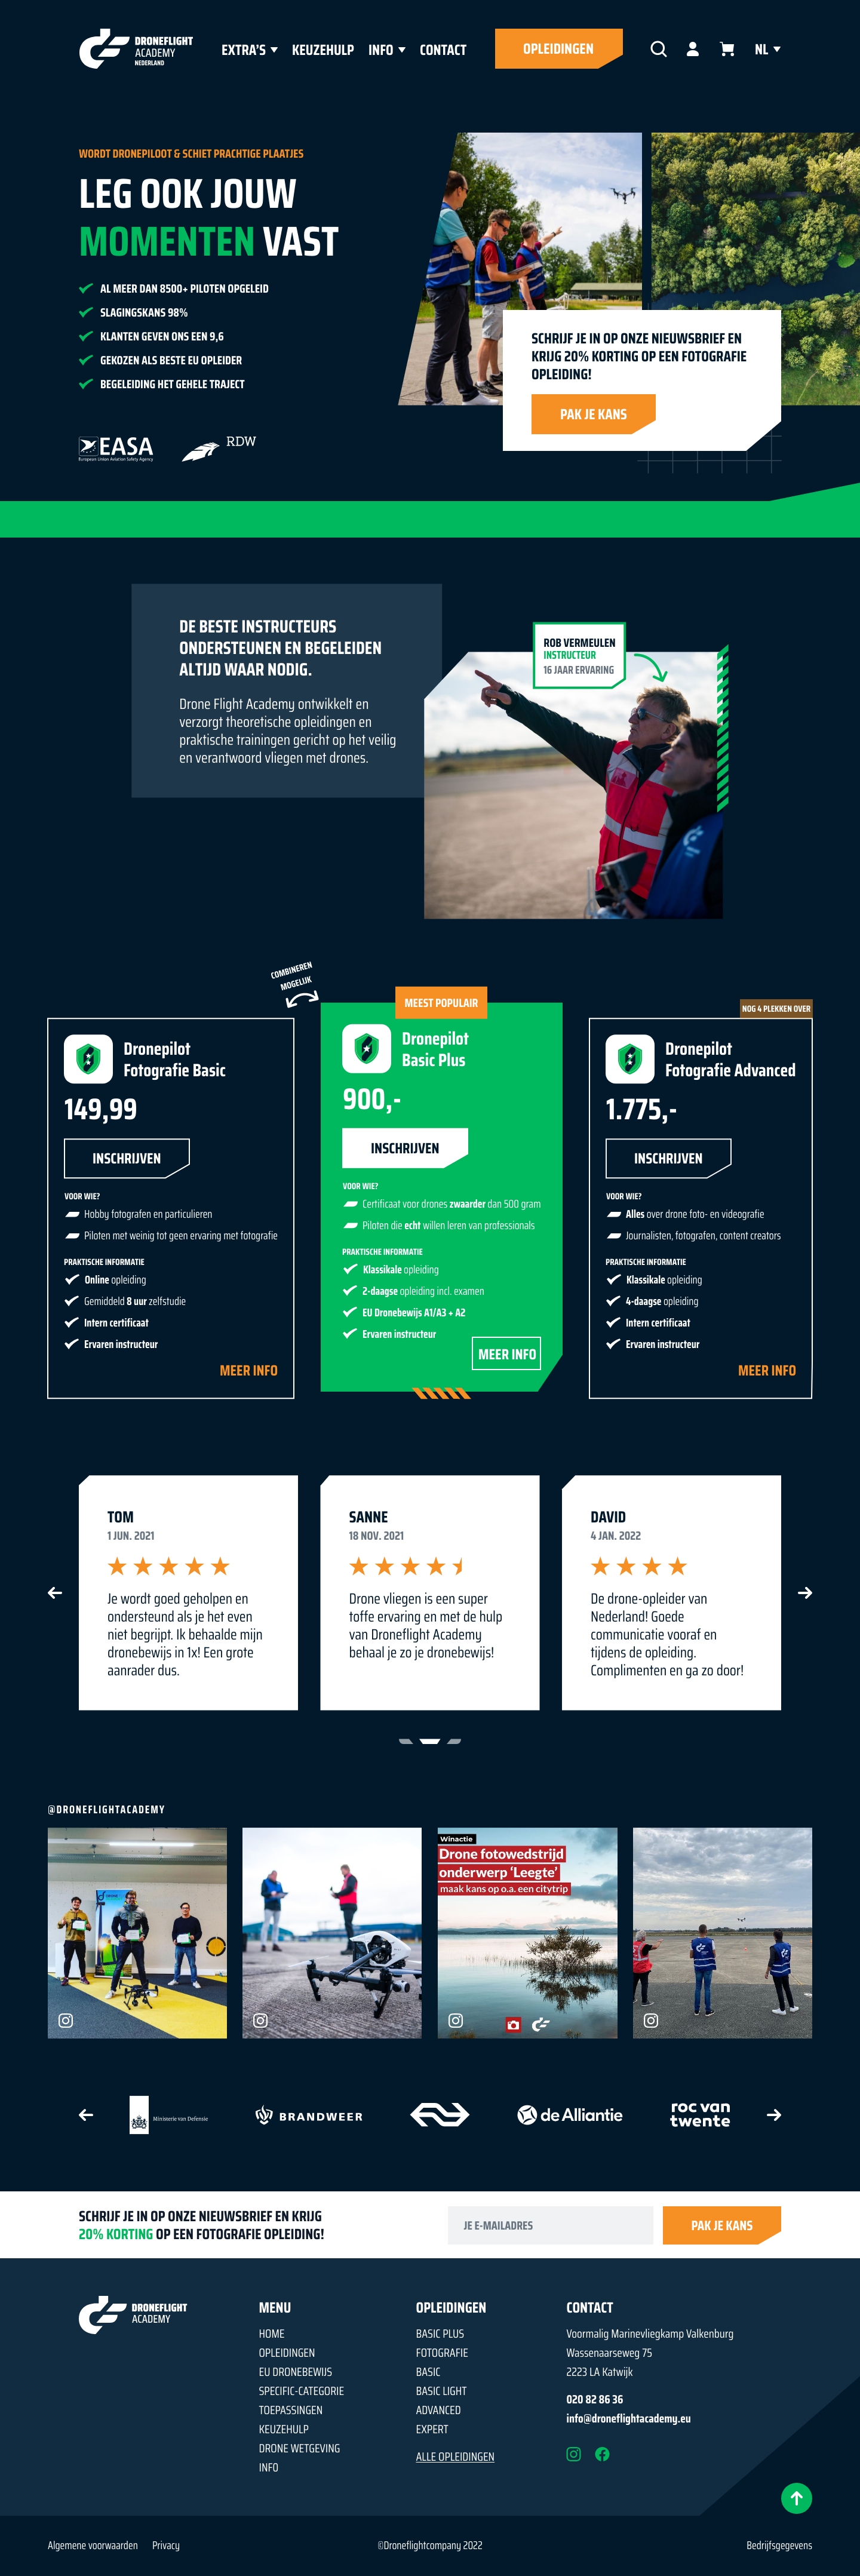 DRONEFLIGHT
ACADEMY
NEDERLAND
EXTRA'S
KEUZEHULP
INFO
CONTACT
OPLEIDINGEN
NL
WORDT DRONEPILOOT & SCHIET PRACHTIGE PLAATJES
LEG OOK JOUW
MOMENTEN VAST
AL MEER DAN 8500+ PILOTEN OPGELEID
SLAGINGSKANS 98%
KLANTEN GEVEN ONS EEN 9,6
GEKOZEN ALS BESTE EU OPLEIDER
BEGELEIDING HET GEHELE TRAJECT
EASA
European Union Aviation Safety Agency
RDW
SCHRIJF JE IN OP ONZE NIEUWSBRIEF EN
KRIJG 20% KORTING OP EEN FOTOGRAFIE
OPLEIDING!
PAK JE KANS
DE BESTE INSTRUCTEURS
ONDERSTEUNEN EN BEGELEIDEN
ALTIJD WAAR NODIG.
Drone Flight Academy ontwikkelt en
verzorgt theoretische opleidingen en
praktische trainingen gericht op het veilig
en verantwoord vliegen met drones.
ROB VERMEULEN
INSTRUCTEUR
16 JAAR ERVARING
COMBINEREN
MOGELIJK
Dronepilot
Fotografie Basic
149,99
INSCHRIJVEN
VOOR WIE?
Hobby fotografen en particulieren
Piloten met weinig tot geen ervaring met fotografie
PRAKTISCHE INFORMATIE
Online opleiding
Gemiddeld 8 uur zelfstudie
Intern certificaat
Ervaren instructeur
MEER INFO
MEEST POPULAIR
Dronepilot
Basic Plus
900,-
INSCHRIJVEN
VOOR WIE?
Certificaat voor drones zwaarder dan 500 gram
Piloten die echt willen leren van professionals
PRAKTISCHE INFORMATIE
Klassikale opleiding
2-daagse opleiding incl. examen
EU Dronebewijs A1/A3 + A2
Ervaren instructeur
MEER INFO
NOG 4 PLEKKEN OVER
Dronepilot
Fotografie Advanced
1.775,-
INSCHRIJVEN
VOOR WIE?
Alles over drone foto- en videografie
Journalisten, fotografen, content creators
PRAKTISCHE INFORMATIE
Klassikale opleiding
4-daagse opleiding
Intern certificaat
Ervaren instructeur
MEER INFO
TOM
1 JUN. 2021
Je wordt goed geholpen en
ondersteund als je het even
niet begrijpt. Ik behaalde mijn
dronebewijs in 1x! Een grote
aanrader dus.
SANNE
18 NOV. 2021
Drone vliegen is een super
toffe ervaring en met de hulp
van Droneflight Academy
behaal je zo je dronebewijs!
DAVID
4 JAN. 2022
De drone-opleider van
Nederland! Goede
communicatie vooraf en
tijdens de opleiding.
Complimenten en ga zo door!
@DRONEFLIGHTACADEMY
Winactie
Drone fotowedstrijd
onderwerp 'Leegte'
maak kans op o.a. een citytrip
Ministerie van Defensie
BRANDWEER
de Alliantie
roc van
twente
SCHRIJF JE IN OP ONZE NIEUWSBRIEF EN KRIJG
20% KORTING OP EEN FOTOGRAFIE OPLEIDING!
JE E-MAILADRES
PAK JE KANS
DRONEFLIGHT
ACADEMY
MENU
HOME
OPLEIDINGEN
EU DRONEBEWIJS
SPECIFIC-CATEGORIE
TOEPASSINGEN
KEUZEHULP
DRONE WETGEVING
INFO
OPLEIDINGEN
BASIC PLUS
FOTOGRAFIE
BASIC
BASIC LIGHT
ADVANCED
EXPERT
ALLE OPLEIDINGEN
CONTACT
Voormalig Marinevliegkamp Valkenburg
Wassenaarseweg 75
2223 LA Katwijk
020 82 86 36
info@droneflightacademy.eu
Algemene voorwaarden
Privacy
©Droneflightcompany 2022
Bedrijfsgegevens